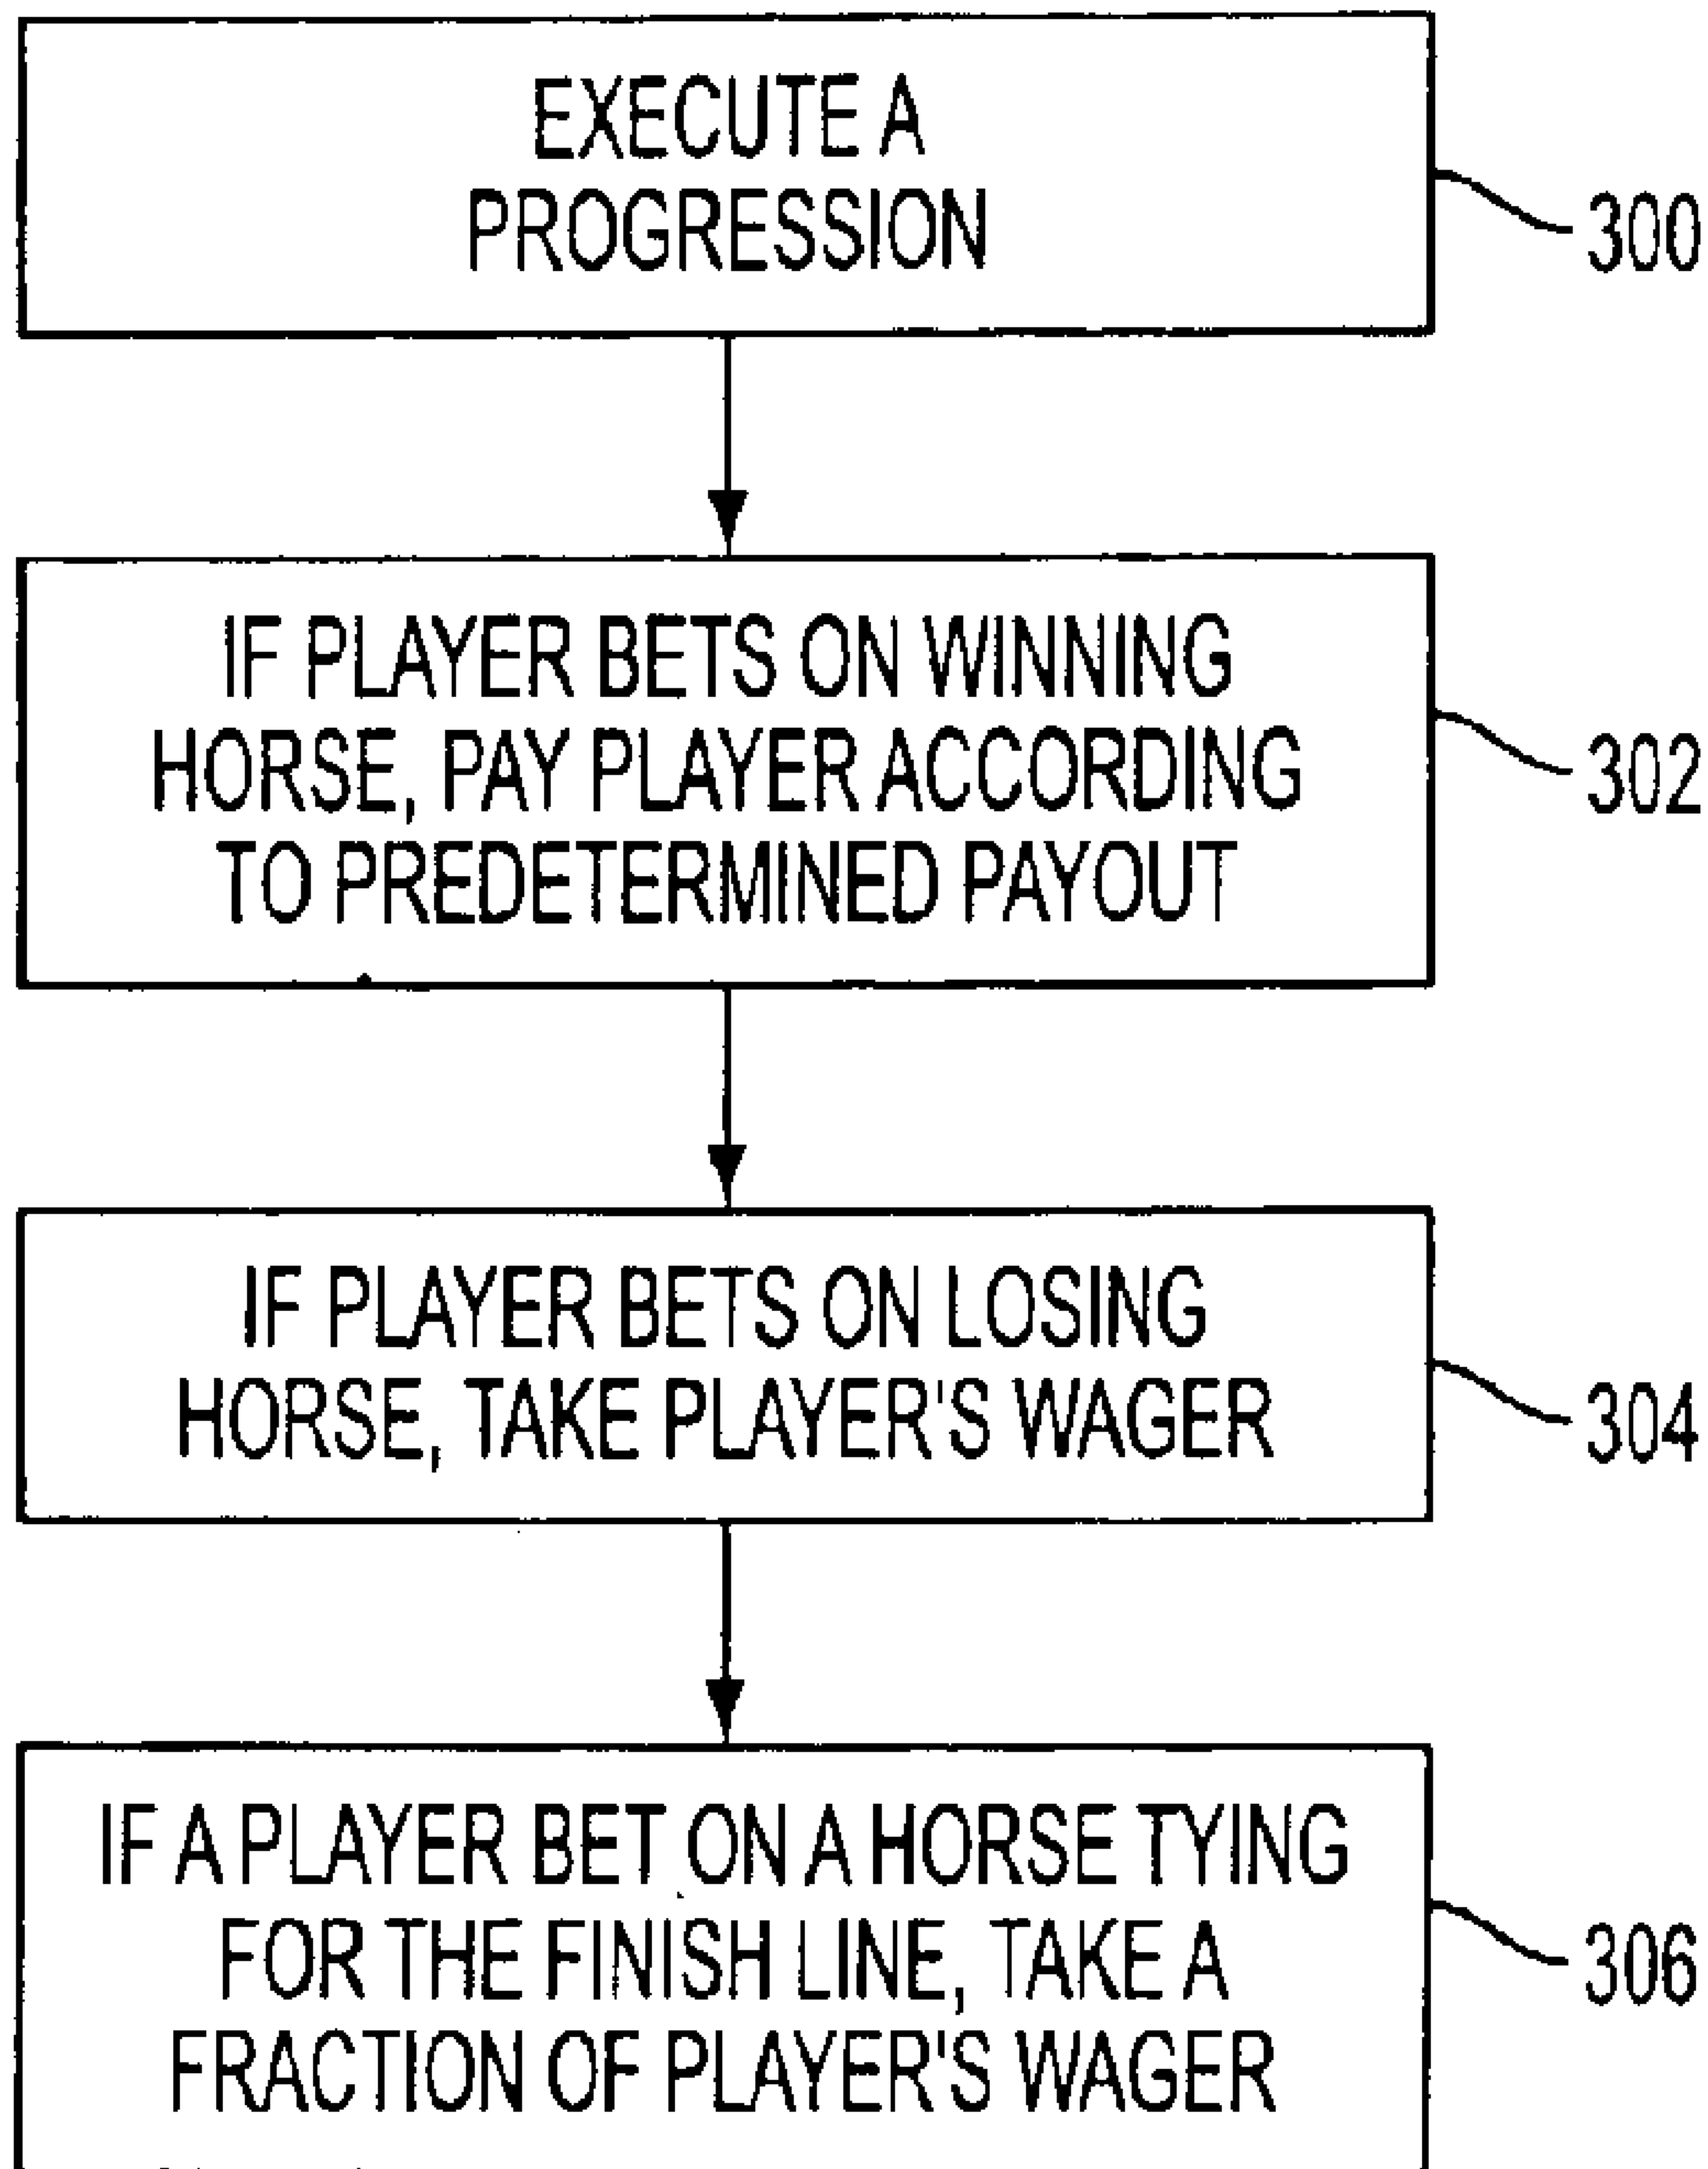 EXECUTE A
PROGRESSION
300
IF PLAYER BETS ON WINNING
HORSE, PAY PLAYER ACCORDING
TO PREDETERMINED PAYOUT
302
IF PLAYER BETS ON LOSING
HORSE, TAKE PLAYER'S WAGER
304
IF A PLAYER BET ON A HORSE TYING
FOR THE FINISH LINE, TAKE A
FRACTION OF PLAYER'S WAGER
306